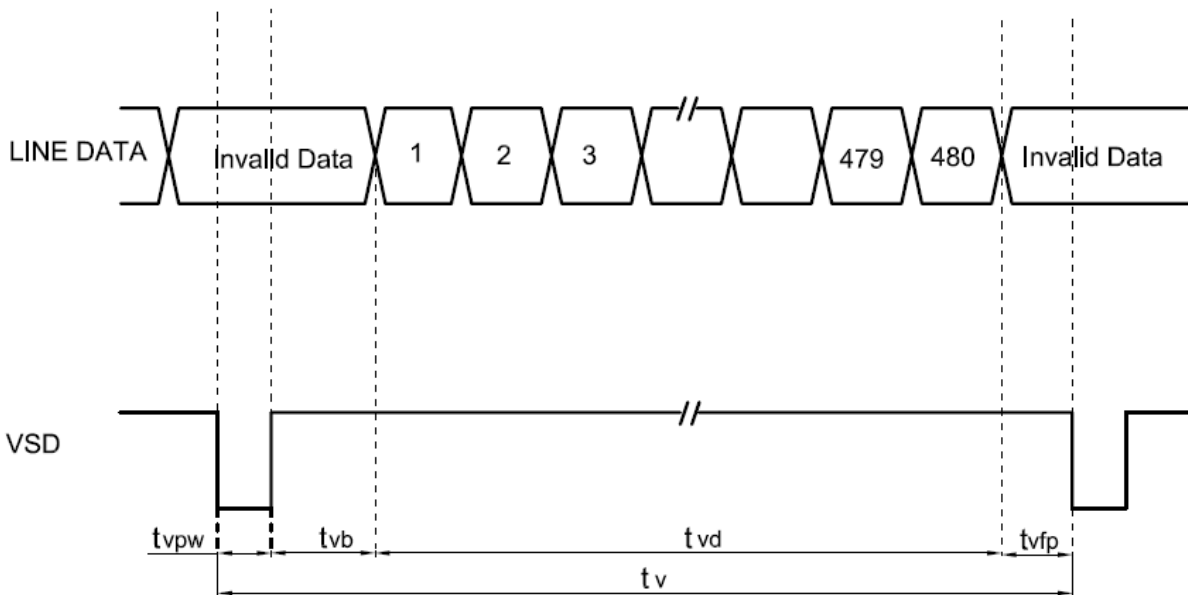 LINE DATA Invalid Data 1 2 3 479 480 Invalid Data
VSD
tvpw tvb tvd tvfp
tv